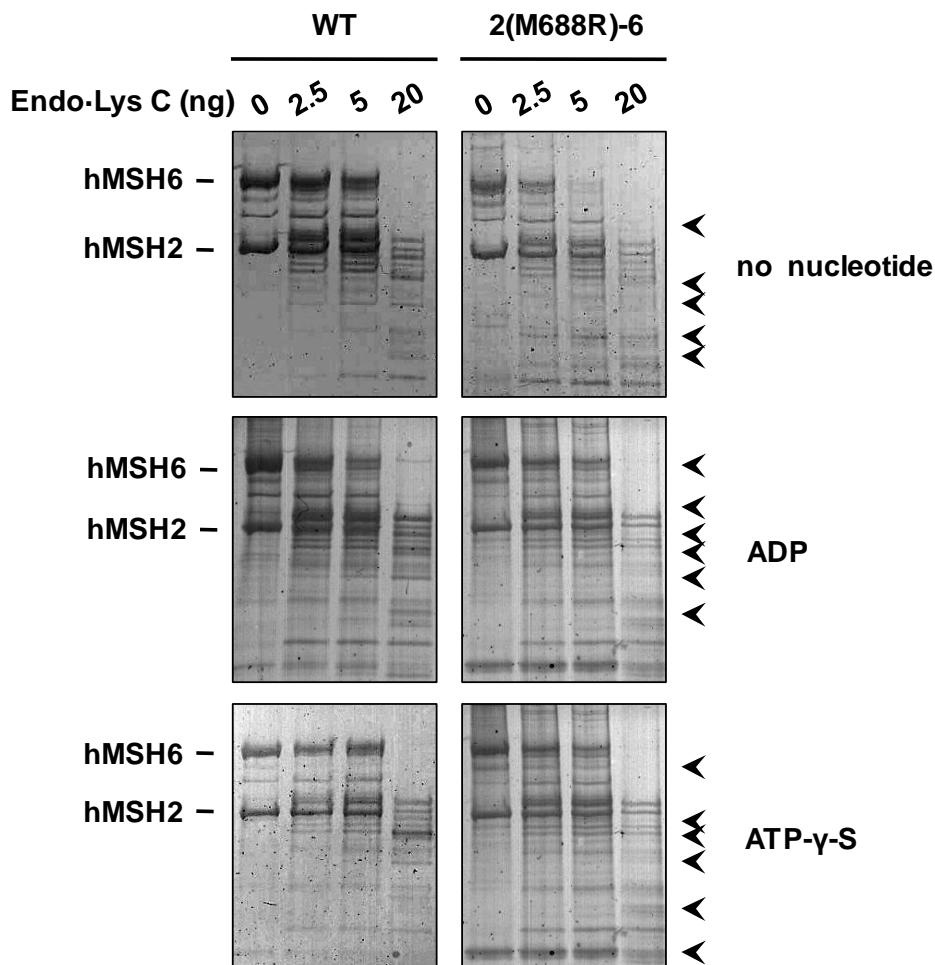 WT 2(M688R)-6
Endo·Lys C (ng) 0 2.5 5 20 0 2.5 5 20
hMSH6 –
hMSH2 –
no nucleotide
hMSH6 –
hMSH2 –
ADP
hMSH6 –
hMSH2 –
ATP-γ-S